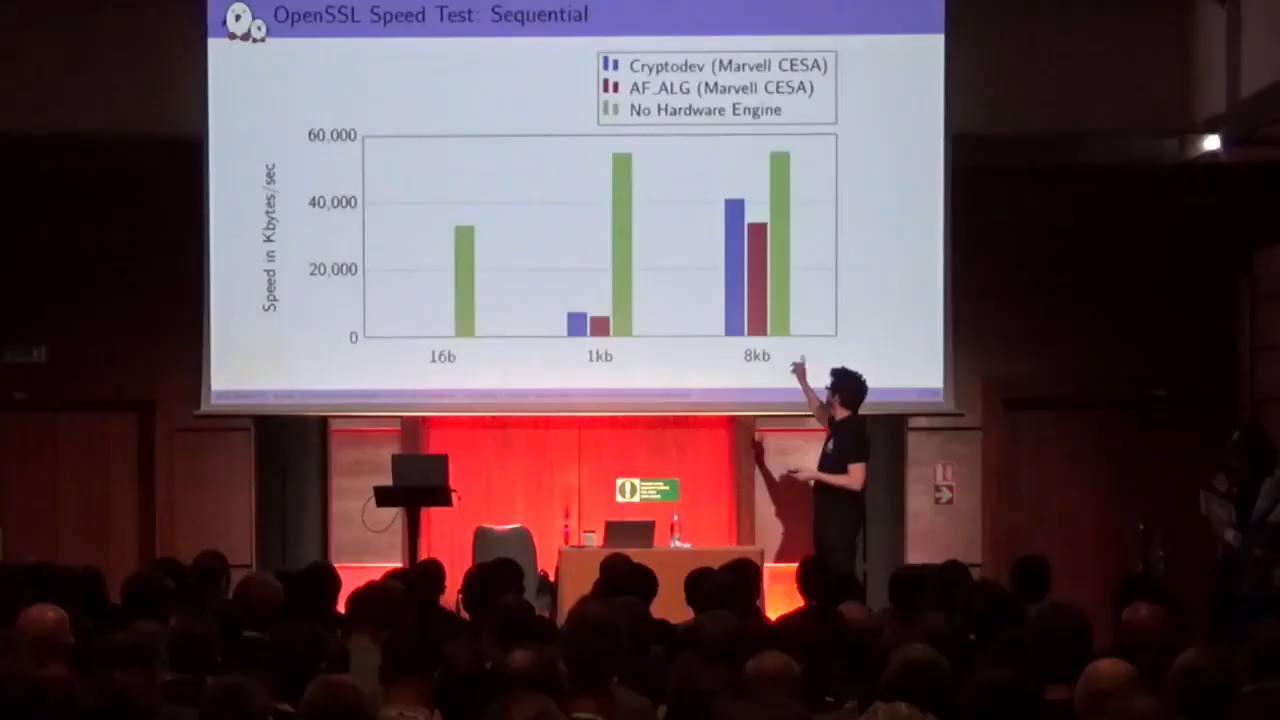 OpenSSL Speed Test: Sequential
Cryptodev (Marvell CESA)
AF_ALG (Marvell CESA)
No Hardware Engine
Speed in Kbytes/sec
60,000
40,000
20,000
0
16b
1kb
8kb